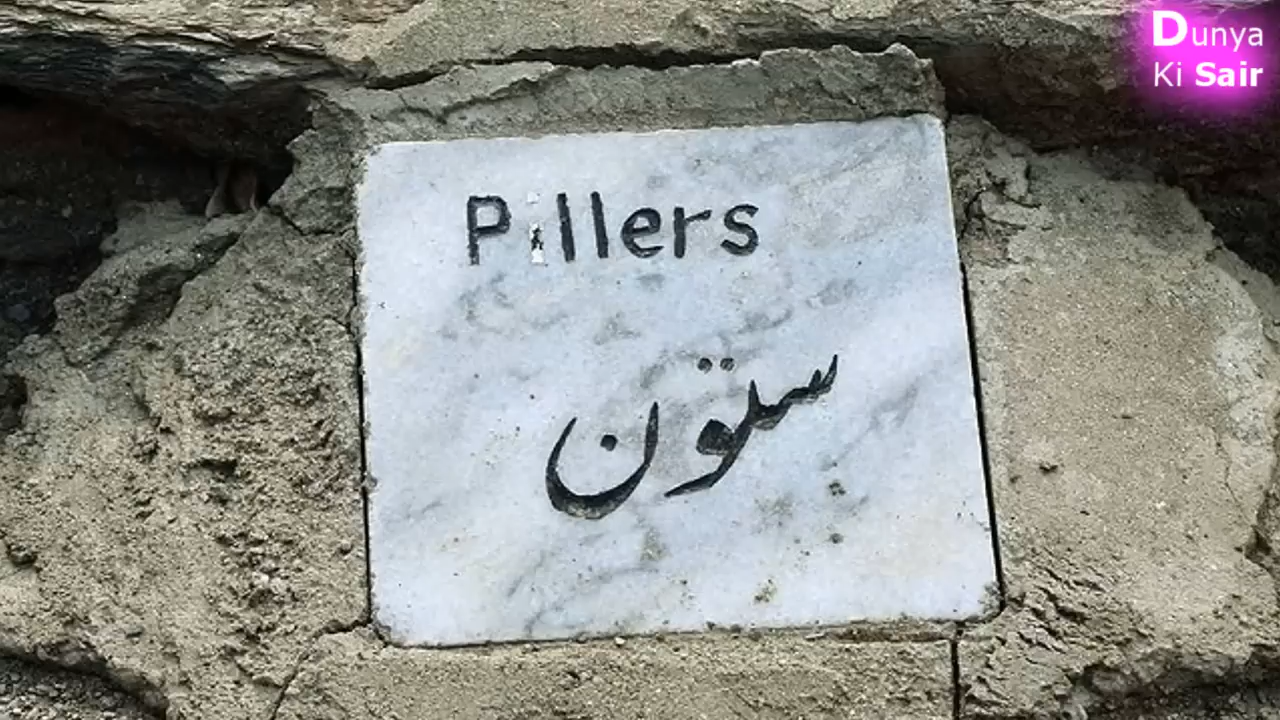 Dunya
Ki Sair
Pillers
ستون